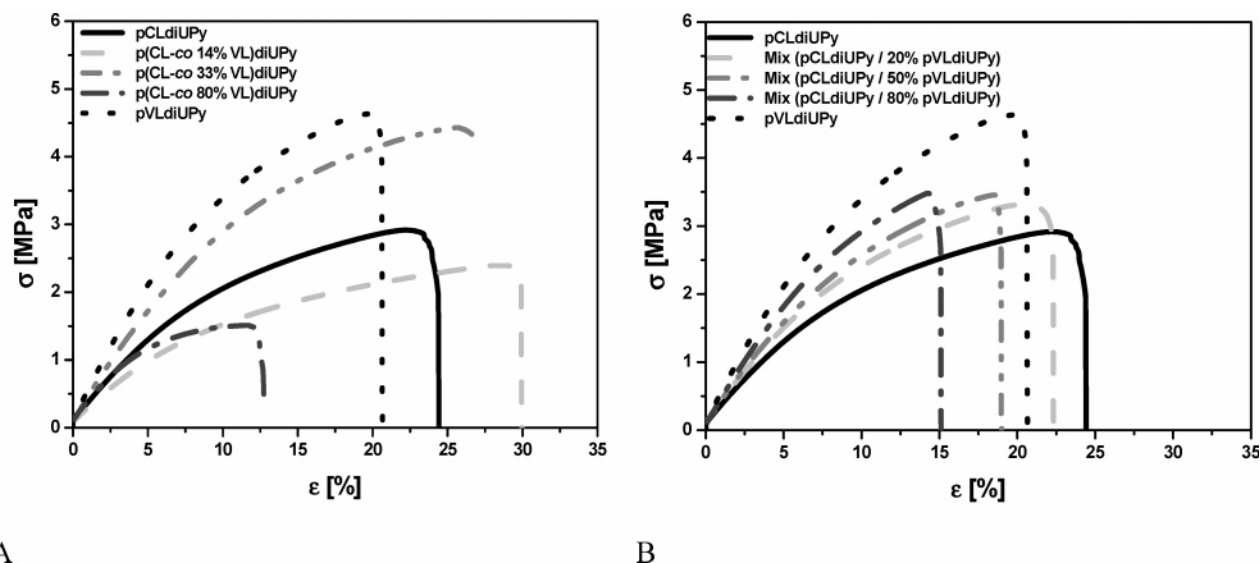 6
5
4
3
2
1
0
σ [MPa]
pCLdiUPy
p(CL-co 14% VL)diUPy
p(CL-co 33% VL)diUPy
p(CL-co 80% VL)diUPy
pVLdiUPy
0 5 10 15 20 25 30 35
ε [%]
A
6
5
4
3
2
1
0
σ [MPa]
pCLdiUPy
Mix (pCLdiUPy / 20% pVLdiUPy)
Mix (pCLdiUPy / 50% pVLdiUPy)
Mix (pCLdiUPy / 80% pVLdiUPy)
pVLdiUPy
0 5 10 15 20 25 30 35
ε [%]
B